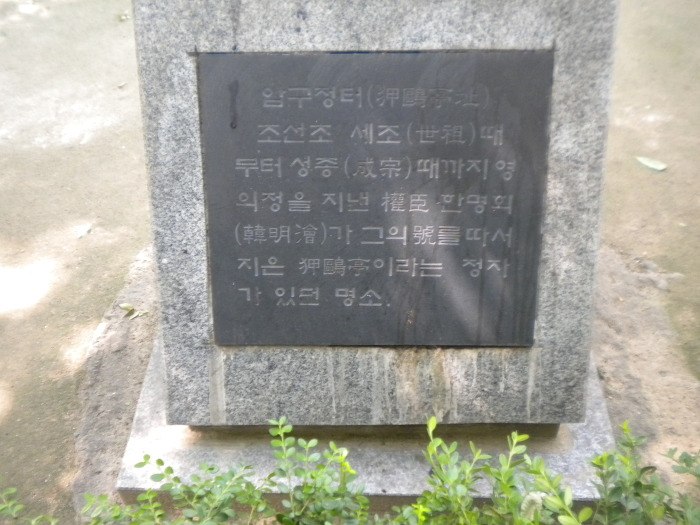 압구정터(狎鷗亭址)
조선초 세조(世祖)때
부터 성종(成宗)때까지 영
의정을 지낸 權臣 한명회
(韓明澮)가 그의 號를 따서
지은 狎鷗亭이라는 정자
가 있던 명소.